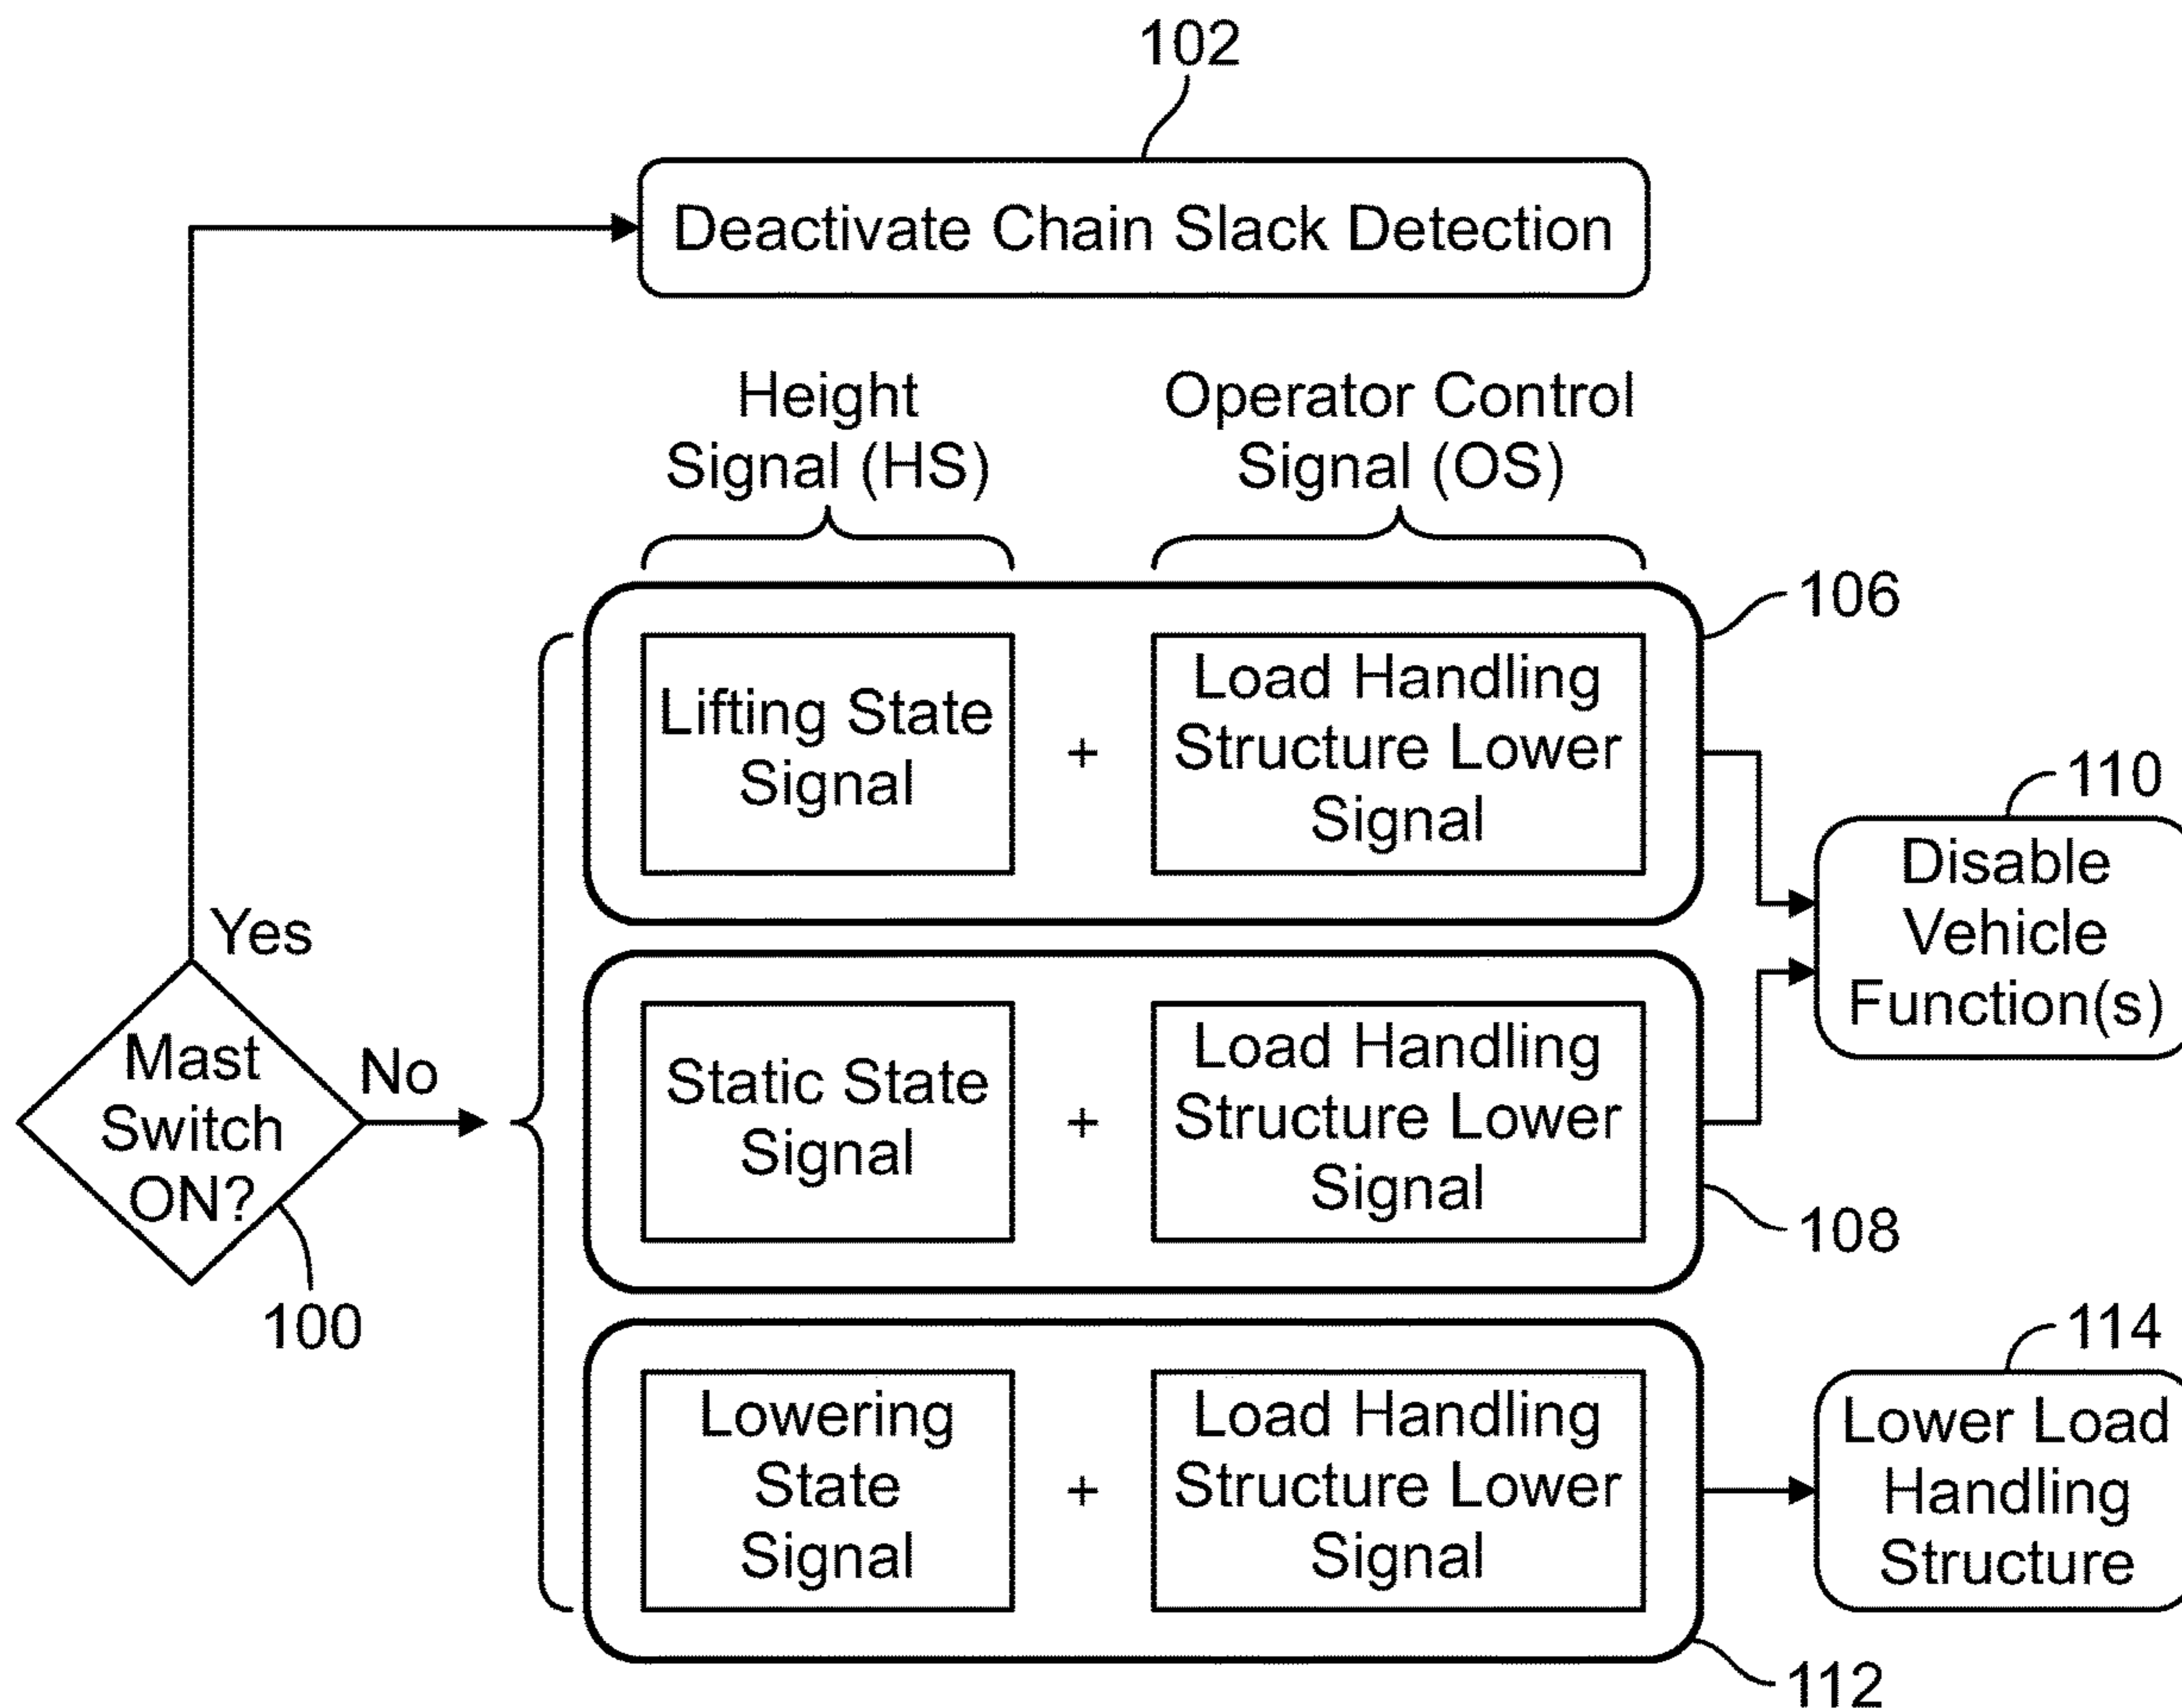 102
Deactivate Chain Slack Detection
Height
Signal (HS)
Operator Control
Signal (OS)
106
Lifting State
Signal
+
Load Handling
Structure Lower
Signal
110
Disable
Vehicle
Function(s)
Yes
Mast
Switch
ON?
No
100
Static State
Signal
+
Load Handling
Structure Lower
Signal
108
Lowering
State
Signal
+
Load Handling
Structure Lower
Signal
114
Lower Load
Handling
Structure
112